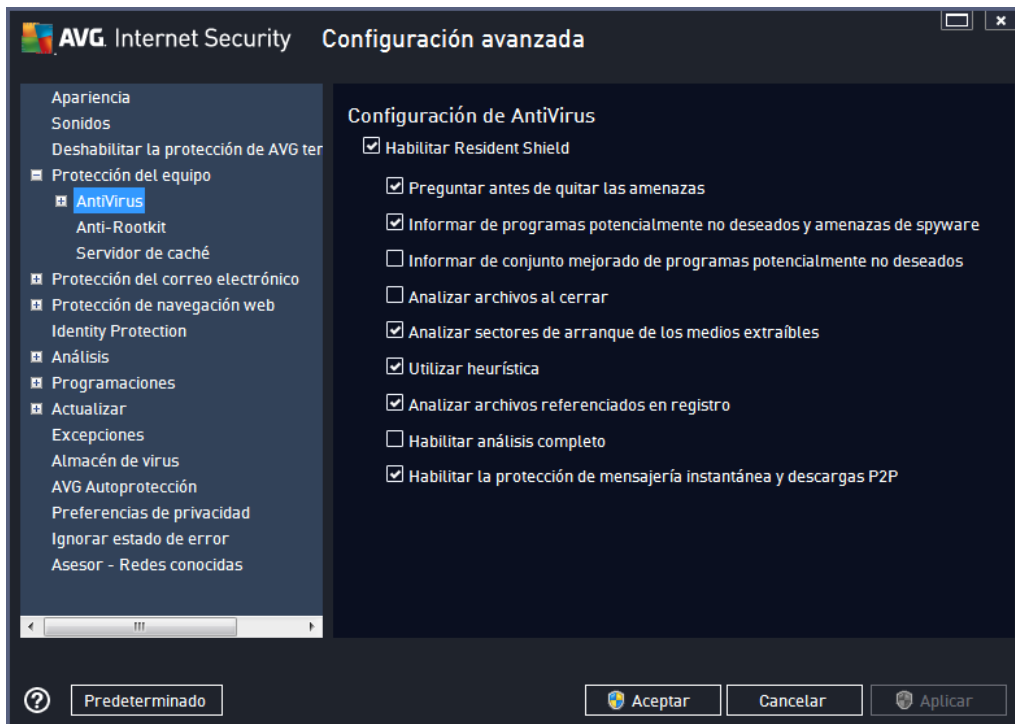 AVG. Internet Security Configuración avanzada
Apariencia
Sonidos
Deshabilitar la protección de AVG ter
Protección del equipo
AntiVirus
Anti-Rootkit
Servidor de caché
Protección del correo electrónico
Protección de navegación web
Identity Protection
Análisis
Programaciones
Actualizar
Excepciones
Almacén de virus
AVG Autoprotección
Preferencias de privacidad
Ignorar estado de error
Asesor - Redes conocidas
Configuración de AntiVirus
Habilitar Resident Shield
Preguntar antes de quitar las amenazas
Informar de programas potencialmente no deseados y amenazas de spyware
Informar de conjunto mejorado de programas potencialmente no deseados
Analizar archivos al cerrar
Analizar sectores de arranque de los medios extraíbles
Utilizar heurística
Analizar archivos referenciados en registro
Habilitar análisis completo
Habilitar la protección de mensajería instantánea y descargas P2P
Predeterminado
Aceptar
Cancelar
Aplicar